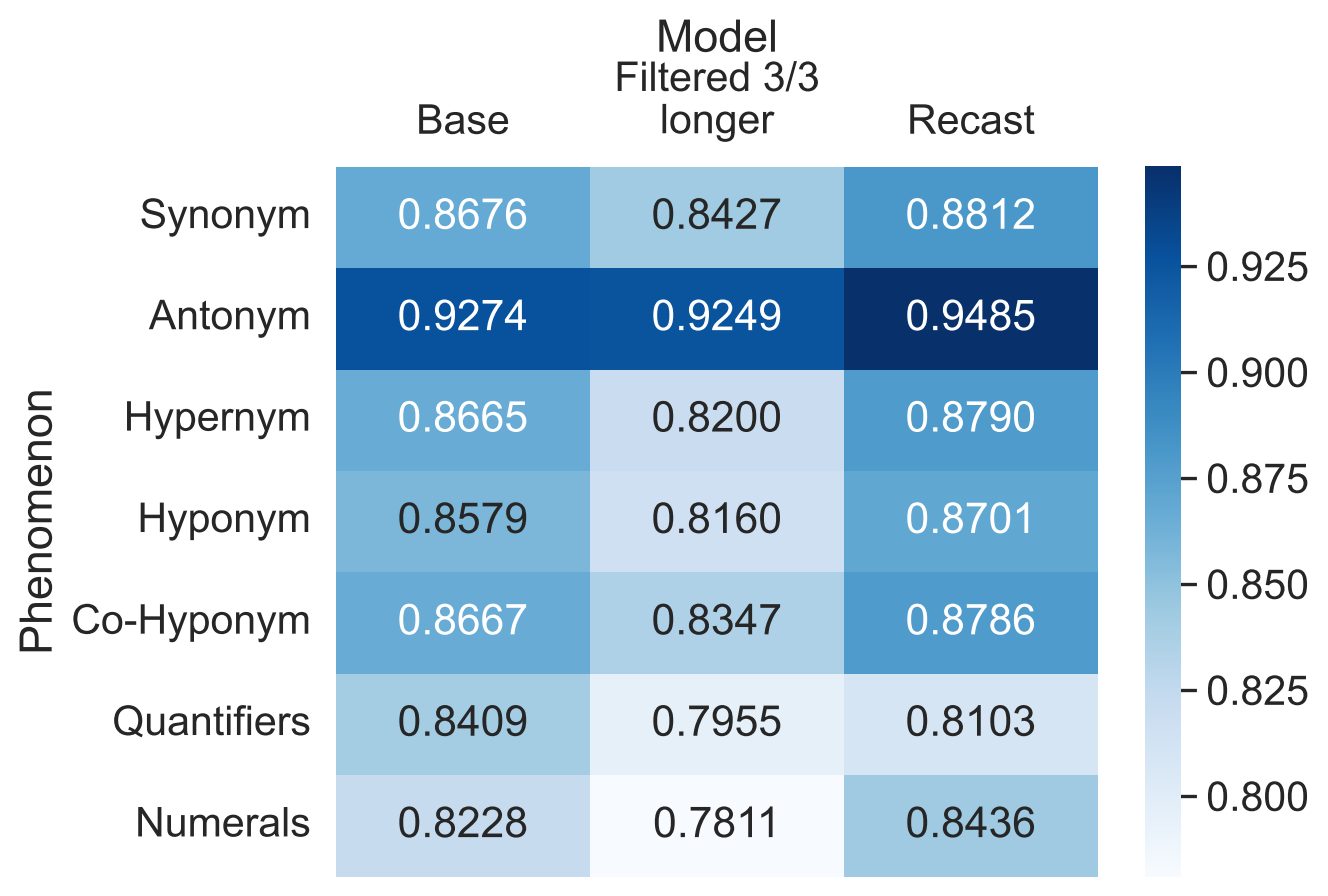 Model
Filtered 3/3
Base longer Recast
Synonym 0.8676 0.8427 0.8812
Antonym 0.9274 0.9249 0.9485
Hypernym 0.8665 0.8200 0.8790
Hyponym 0.8579 0.8160 0.8701
Co-Hyponym 0.8667 0.8347 0.8786
Quantifiers 0.8409 0.7955 0.8103
Numerals 0.8228 0.7811 0.8436
Phenomenon
0.925
0.900
0.875
0.850
0.825
0.800